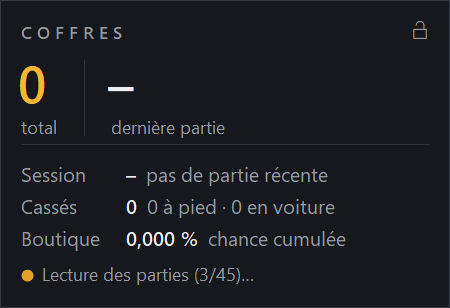 COFFRES
0 –
total dernière partie
Session – pas de partie récente
Cassés 0 0 à pied · 0 en voiture
Boutique 0,000 % chance cumulée
Lecture des parties (3/45)…